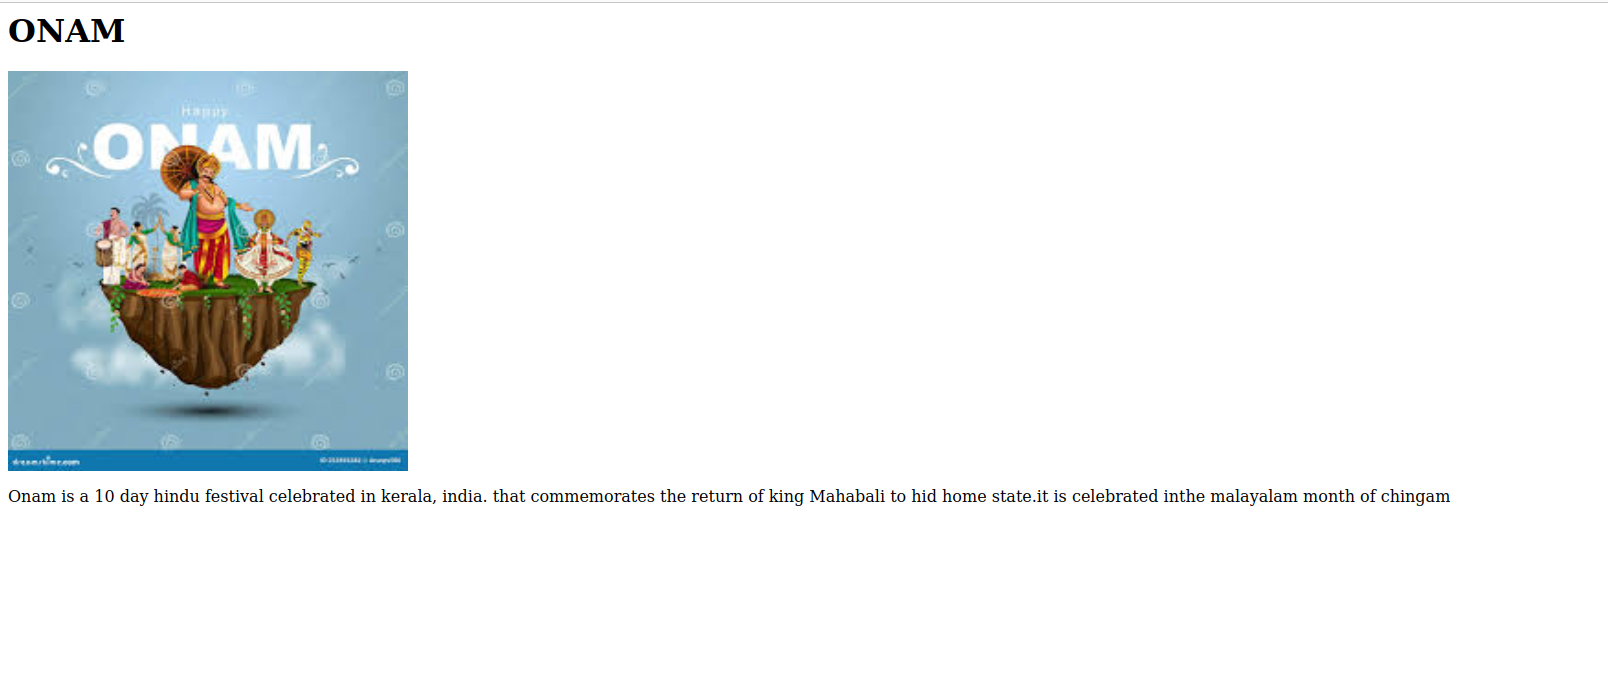 ONAM
Happy
ONAM
dreamstime.com
Onam is a 10 day hindu festival celebrated in kerala, india. that commemorates the return of king Mahabali to hid home state.it is celebrated inthe malayalam month of chingam